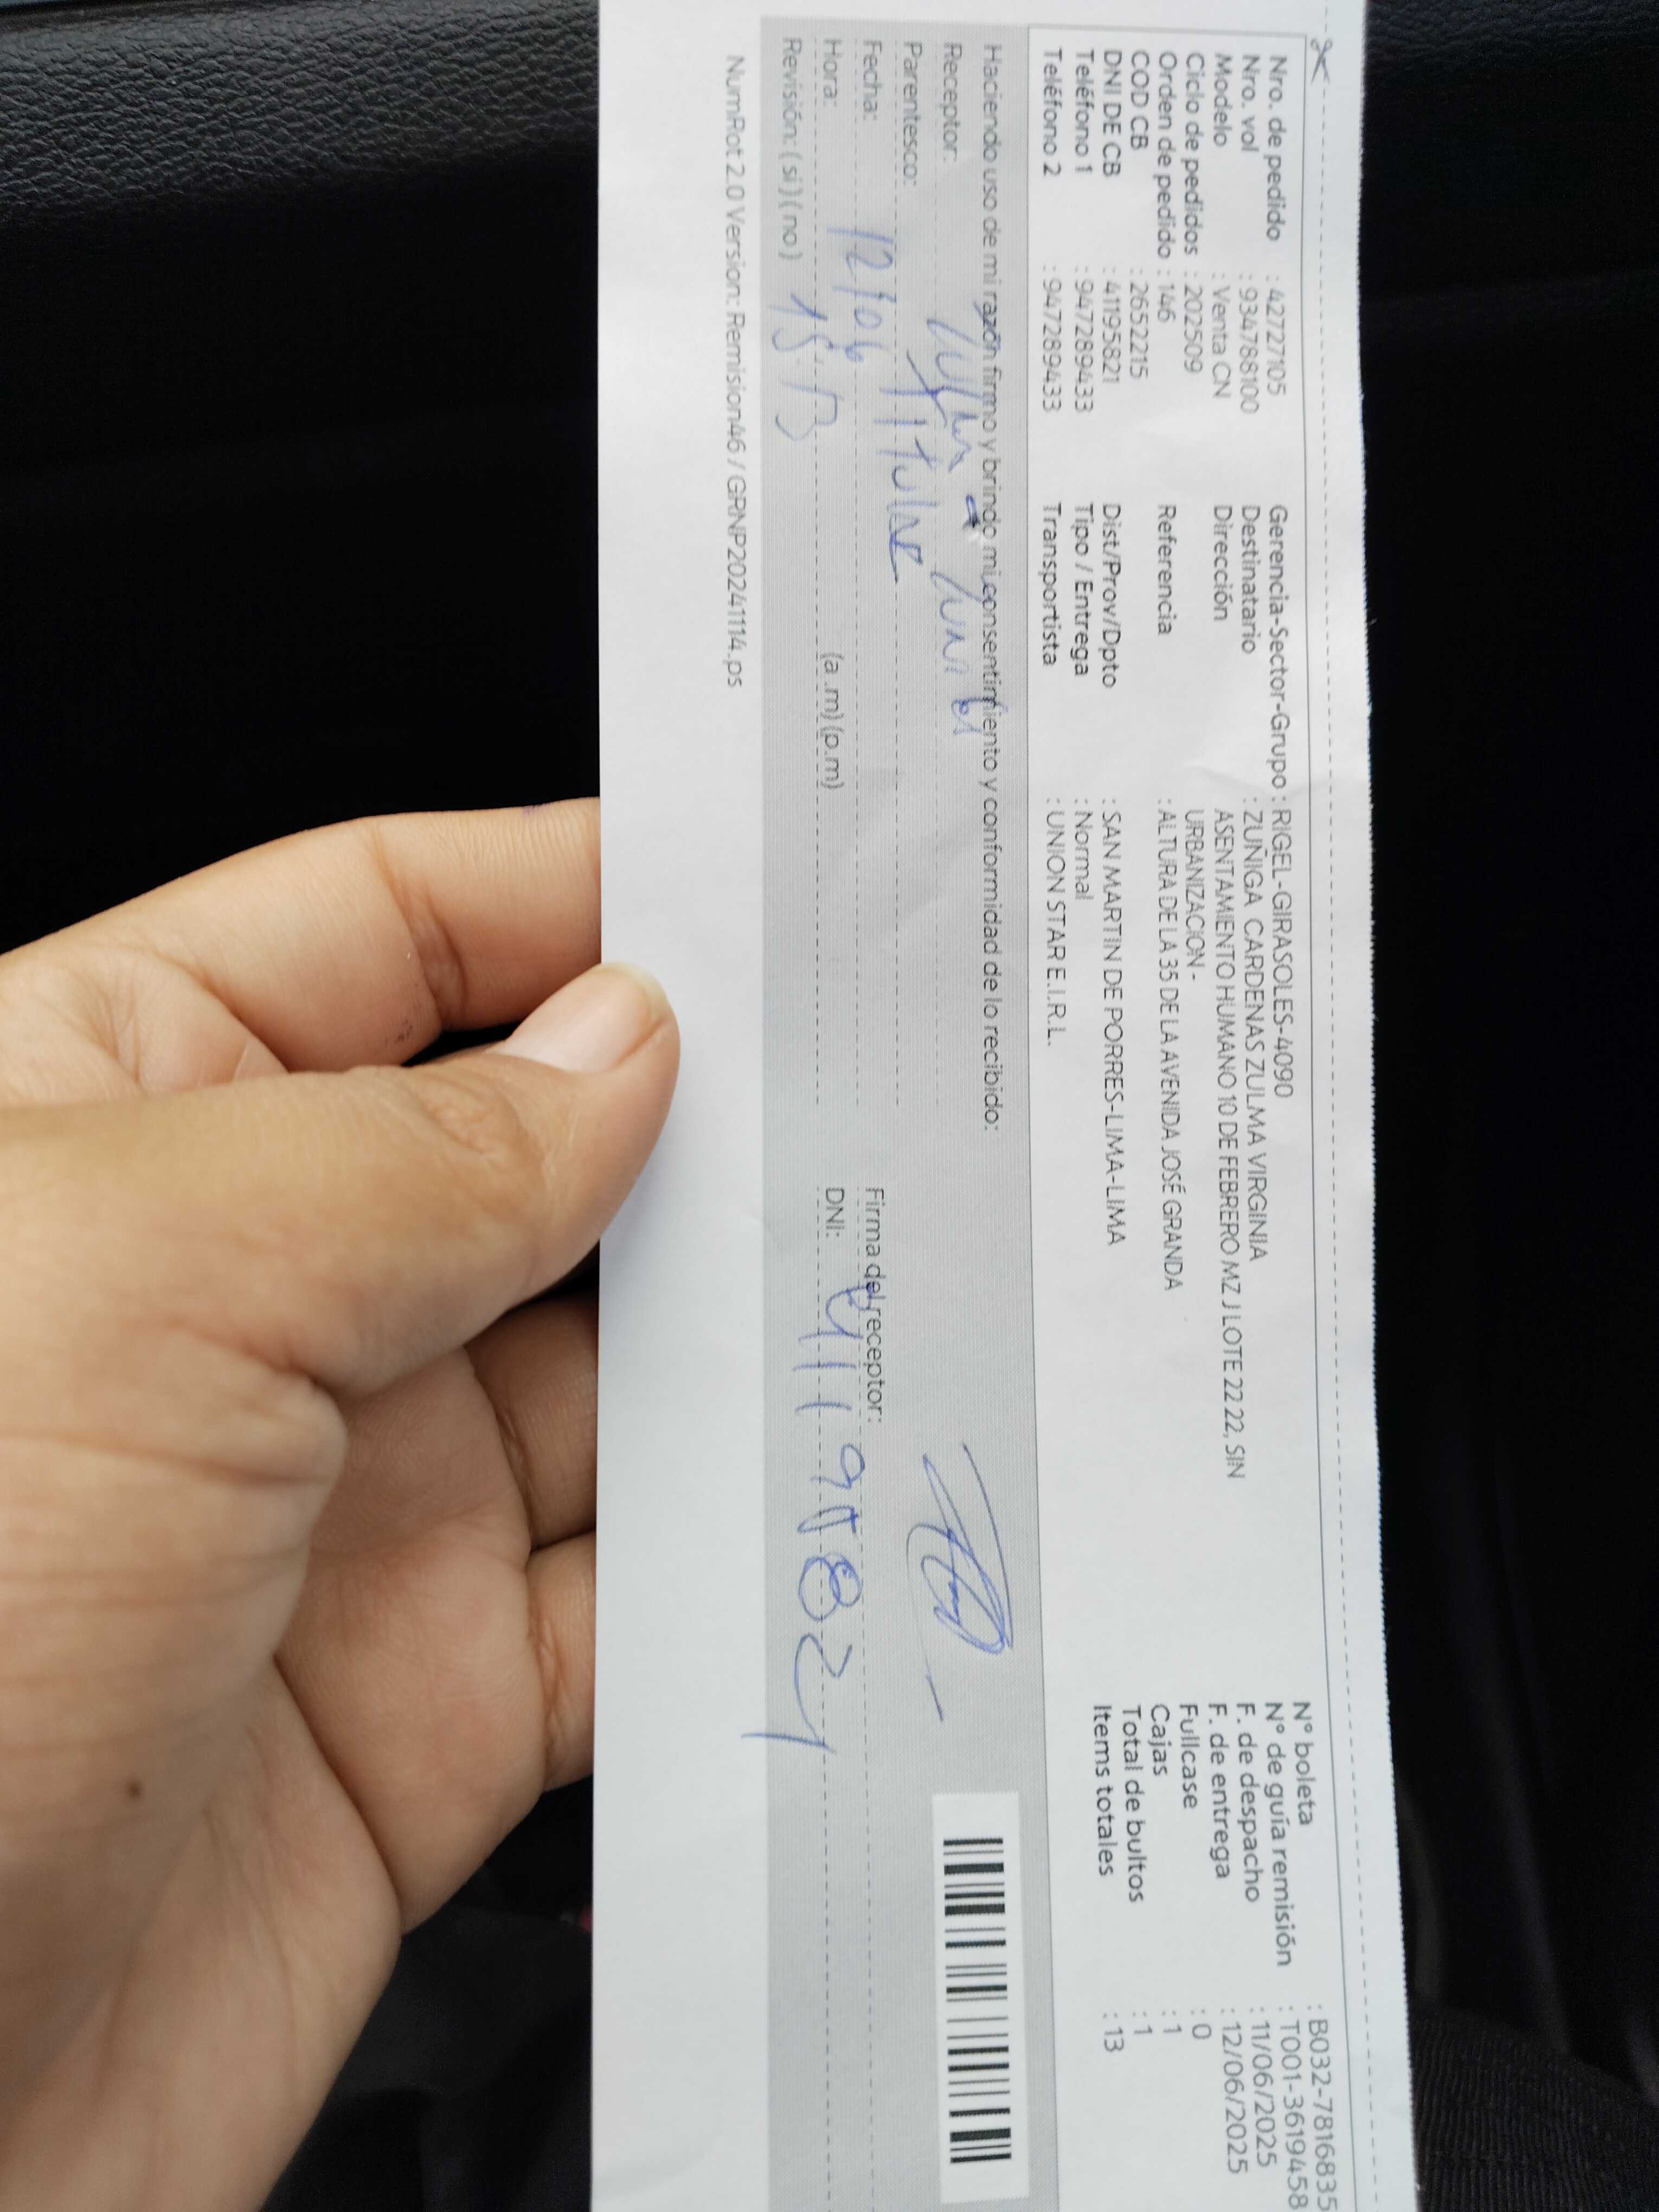 Nro. de pedido : 42727105
Nro. vol : 934788100
Modelo : Venta CN
Ciclo de pedidos : 202509
Orden de pedido : 146
COD CB : 2652215
DNI DE CB : 41195821
Teléfono 1 : 947289433
Teléfono 2 : 947289433
Gerencia-Sector-Grupo : RIGEL-GIRASOLES-4090
Destinatario : ZUÑIGA CARDENAS ZULMA VIRGINIA
Dirección ASENTAMIENTO HUMANO 10 DE FEBRERO MZ J LOTE 22 22, SIN
URBANIZACION -
Referencia : ALTURA DE LA 35 DE LA AVENIDA JOSÉ GRANDA
Dist/Prov/Dpto : SAN MARTIN DE PORRES-LIMA-LIMA
Tipo / Entrega : Normal
Transportista : UNION STAR E.I.R.L.
N° boleta : B032-7816835
N° de guía remisión : T001-3619458
F. de despacho : 11/06/2025
F. de entrega : 12/06/2025
Fullcase : 0
Cajas : 1
Total de bultos : 1
Items totales : 13
Haciendo uso de mi razón firmo y brindo mi consentimiento y conformidad de lo recibido:
Receptor:
Parentesco: Titular
Fecha: 12/06
Hora: (a .m) (p.m)
Revisión: ( si ) ( no )
Firma del receptor:
DNI: 41195821
NumRot 2.0 Version: Remision46 / GRNP20241114.ps